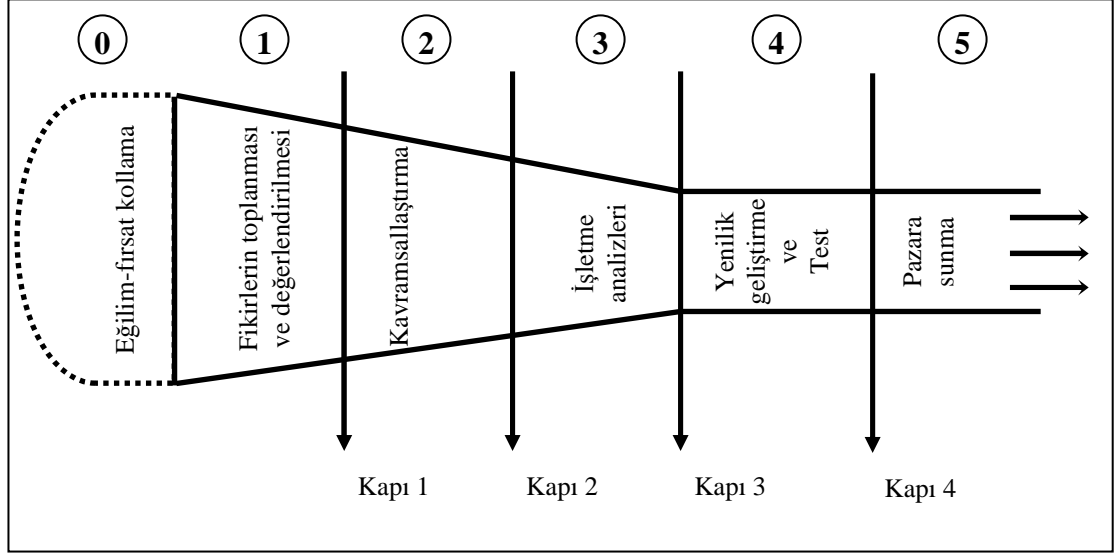 0
1
2
3
4
5
Eğilim-fırsat kollama
Fikirlerin toplanması
ve değerlendirilmesi
Kavramsallaştırma
İşletme
analizleri
Yenilik
geliştirme
ve
Test
Pazara
sunma
Kapı 1
Kapı 2
Kapı 3
Kapı 4